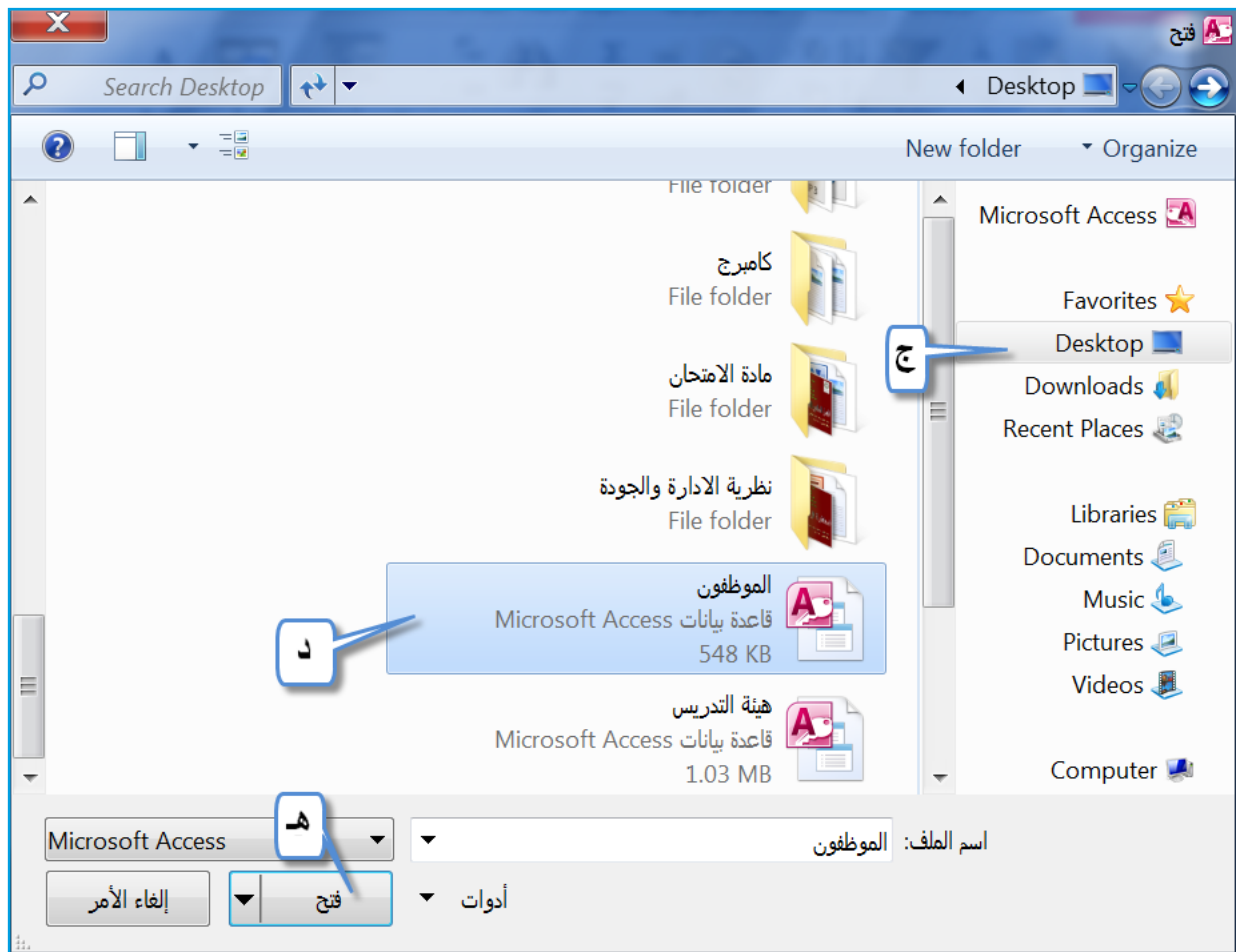 فتح
Desktop
Search Desktop
Organize
New folder
Microsoft Access
Favorites
Desktop
Downloads
Recent Places
Libraries
Documents
Music
Pictures
Videos
Computer
ج
File folder
كامبرج
File folder
مادة الامتحان
File folder
نظرية الادارة والجودة
File folder
الموظفون
قاعدة بيانات Microsoft Access
548 KB
د
هيئة التدريس
قاعدة بيانات Microsoft Access
1.03 MB
اسم الملف: الموظفون
Microsoft Access
هـ
أدوات
فتح
إلغاء الأمر